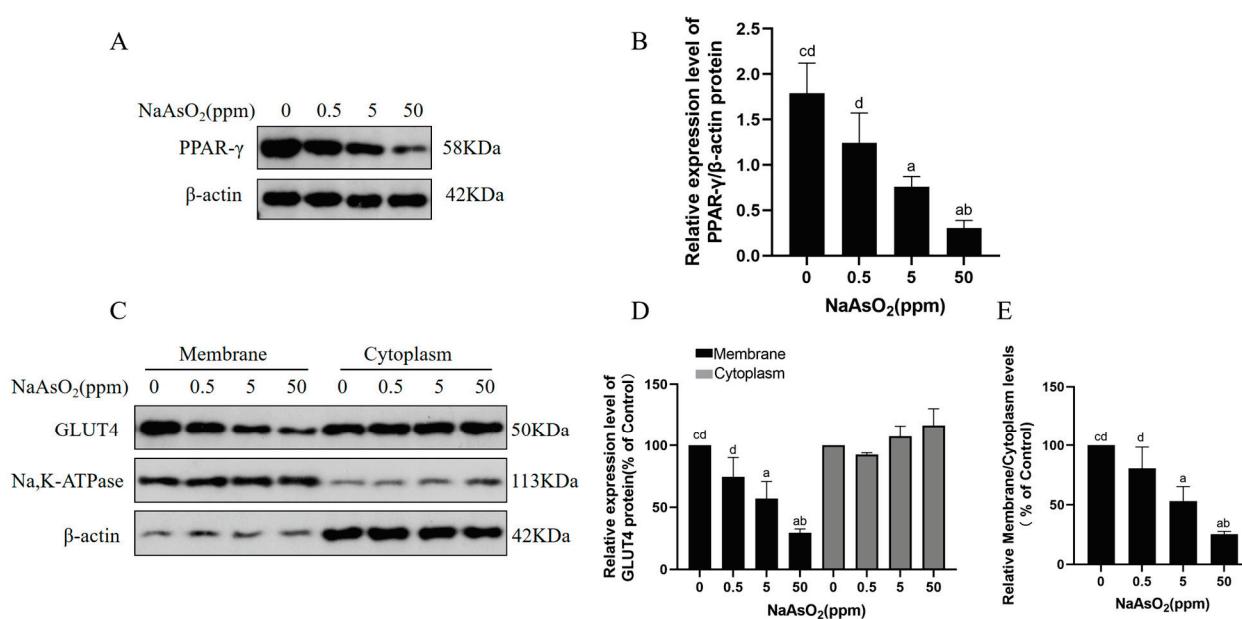 A
NaAsO₂(ppm) 0 0.5 5 50
PPAR-γ 58KDa
β-actin 42KDa
B
Relative expression level of
PPAR-γ/β-actin protein
2.5
2.0
1.5
1.0
0.5
0.0
cd d a ab
0 0.5 5 50
NaAsO₂(ppm)
C
Membrane Cytoplasm
NaAsO₂(ppm) 0 0.5 5 50 0 0.5 5 50
GLUT4 50KDa
Na,K-ATPase 113KDa
β-actin 42KDa
D
Membrane
Cytoplasm
Relative expression level of
GLUT4 protein(% of Control)
150
100
50
0
cd d a ab
0 0.5 5 50 0 0.5 5 50
NaAsO₂(ppm)
E
Relative Membrane/Cytoplasm levels
( % of Control)
150
100
50
0
cd d a ab
0 0.5 5 50
NaAsO₂(ppm)